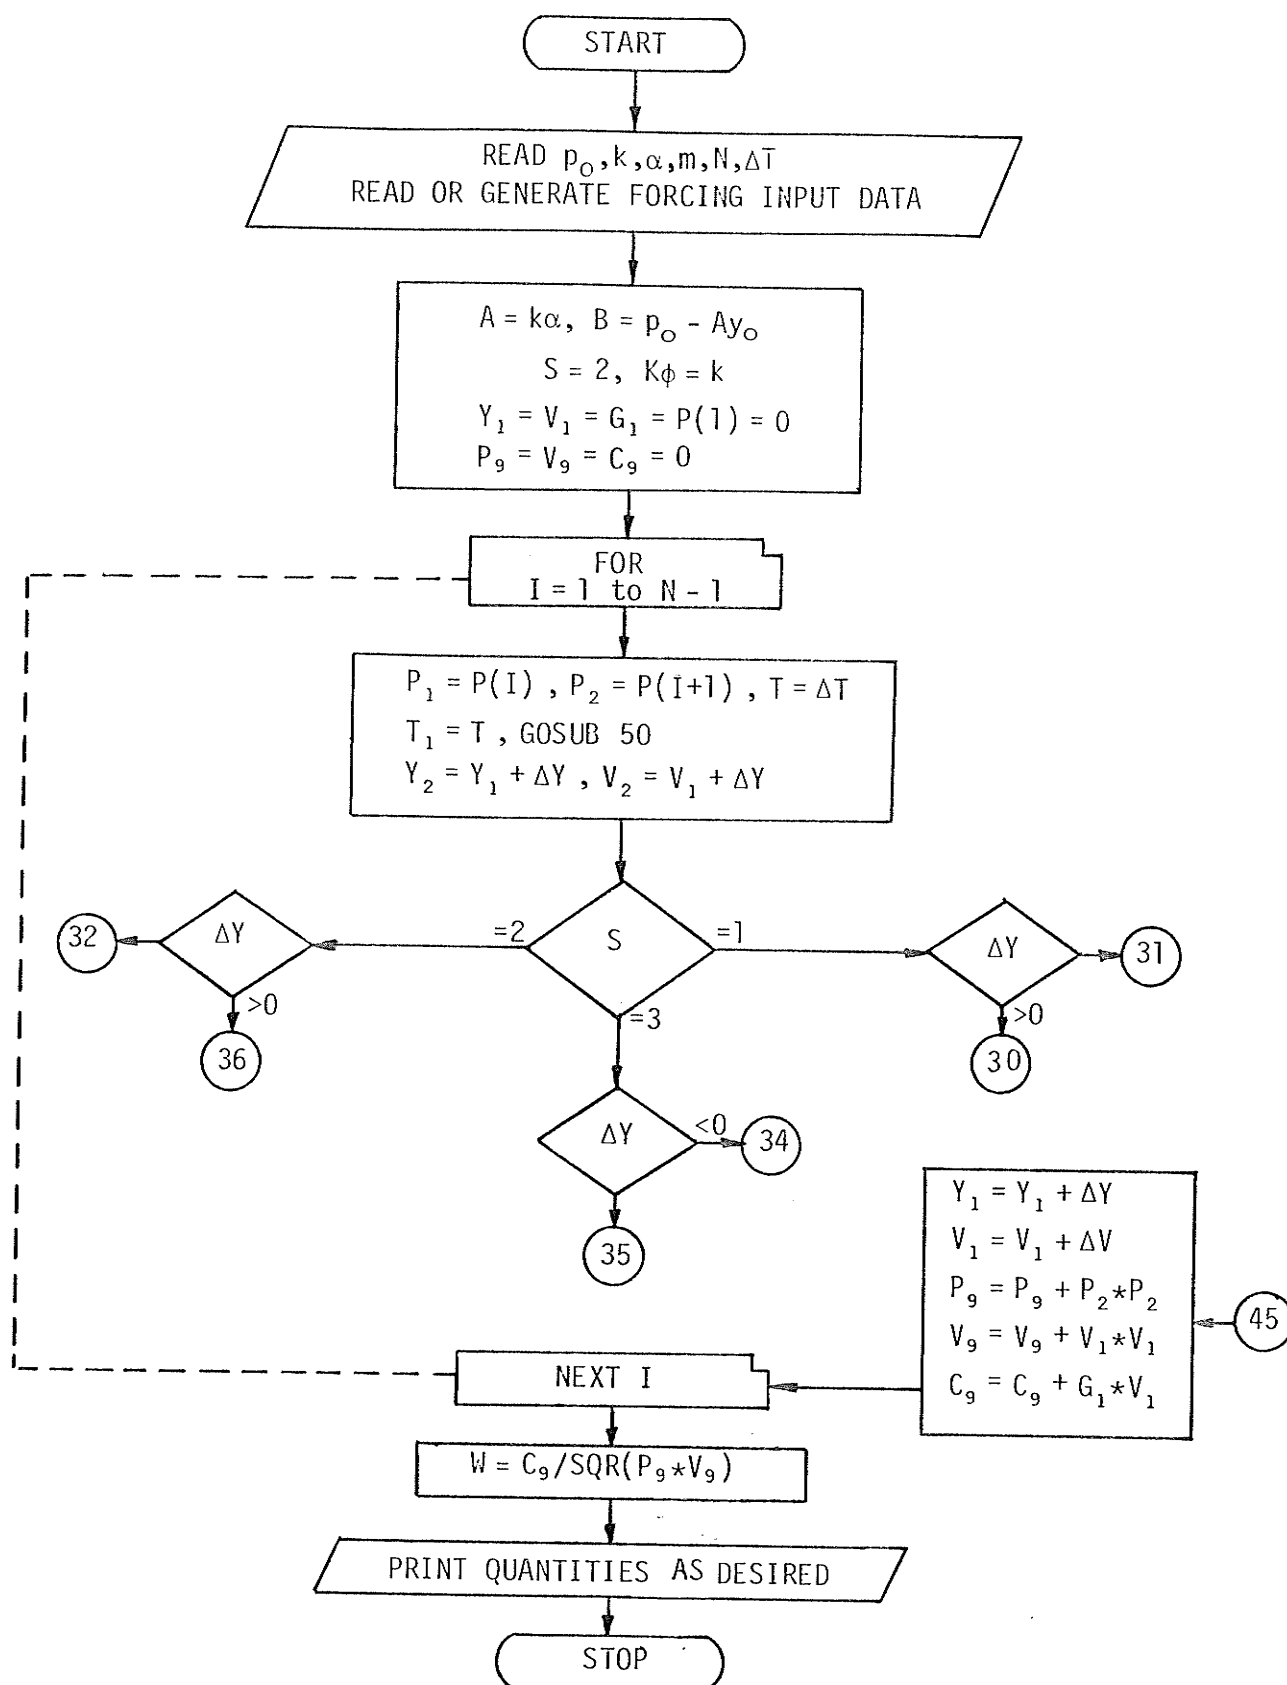 START
READ p₀,k,α,m,N,ΔT
READ OR GENERATE FORCING INPUT DATA
A = kα, B = p₀ - Ay₀
S = 2, Kϕ = k
Y₁ = V₁ = G₁ = P(1) = 0
P₉ = V₉ = C₉ = 0
FOR
I = 1 to N - 1
P₁ = P(I) , P₂ = P(I+1) , T = ΔT
T₁ = T , GOSUB 50
Y₂ = Y₁ + ΔY , V₂ = V₁ + ΔY
32
ΔY
=2
S
=1
ΔY
31
>0
=3
>0
36
30
ΔY
<0
34
35
Y₁ = Y₁ + ΔY
V₁ = V₁ + ΔV
P₉ = P₉ + P₂*P₂
V₉ = V₉ + V₁*V₁
C₉ = C₉ + G₁*V₁
45
NEXT I
W = C₉/SQR(P₉*V₉)
PRINT QUANTITIES AS DESIRED
STOP